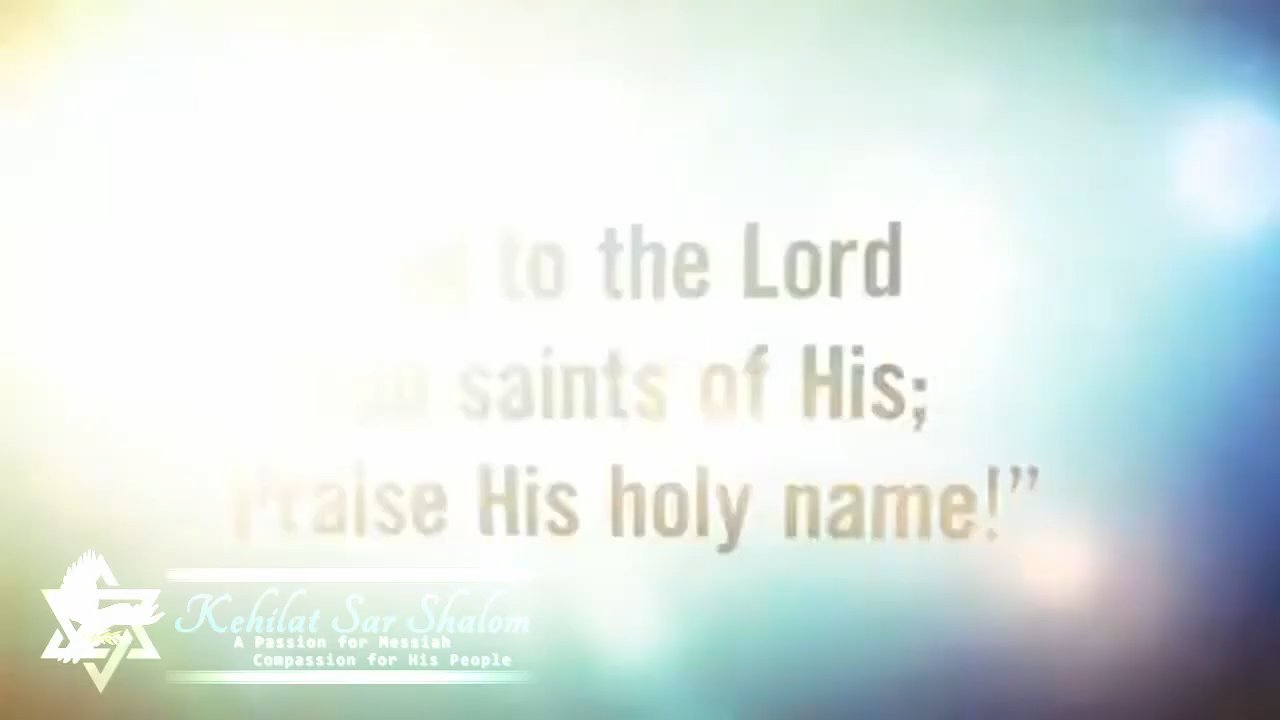 to the Lord
saints of His;
Praise His holy name!”
Kehilat Sar Shalom
A Passion for Messiah
Compassion for His People